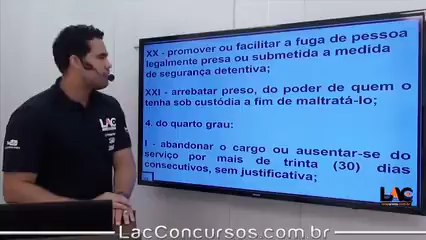 XX - promover ou facilitar a fuga de pessoa
legalmente presa ou submetida a medida
de segurança detentiva;
XXI - arrebatar preso, do poder de quem o
tenha sob custódia a fim de maltratá-lo;
4. do quarto grau:
I - abandonar o cargo ou ausentar-se do
serviço por mais de trinta (30) dias
consecutivos, sem justificativa;
LAC
LAC
LacConcursos.com.br